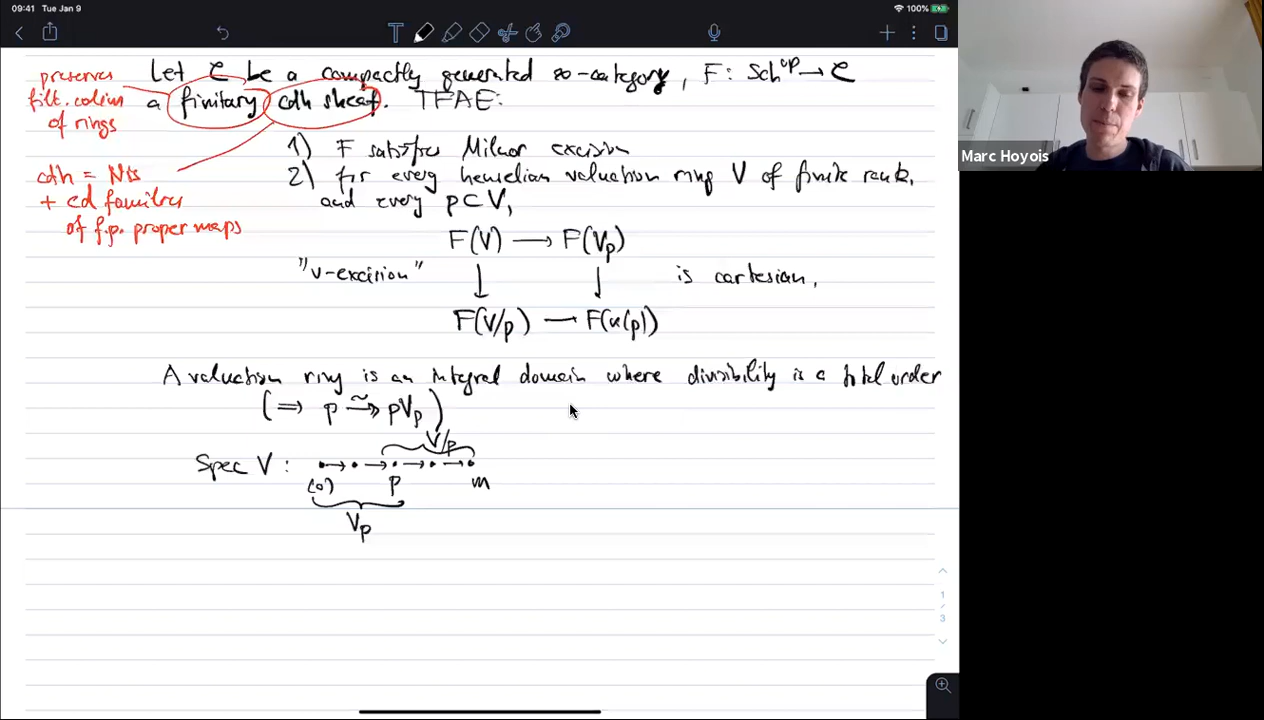 09:41 Tue Jan 9
100%
Let C be a compactly generated ∞-category, F: Sch^op → C
a finitary cdh sheaf. TFAE:
preserves
filt. colim
of rings
cdh = Nis
+ cd families
of f.p. proper maps
1) F satisfies Milnor excision
2) for every henselian valuation ring V of finite rank,
and every p ⊂ V,
F(V) → F(V_p)
"v-excision" ↓ ↓ is cartesian.
F(V/p) → F(κ(p))
A valuation ring is an integral domain where divisibility is a total order
(⇒ p ⥲ pV_p)
V/p
Spec V : • → • → • → • → •
(0) p m
V_p
Marc Hoyois
1
/
3